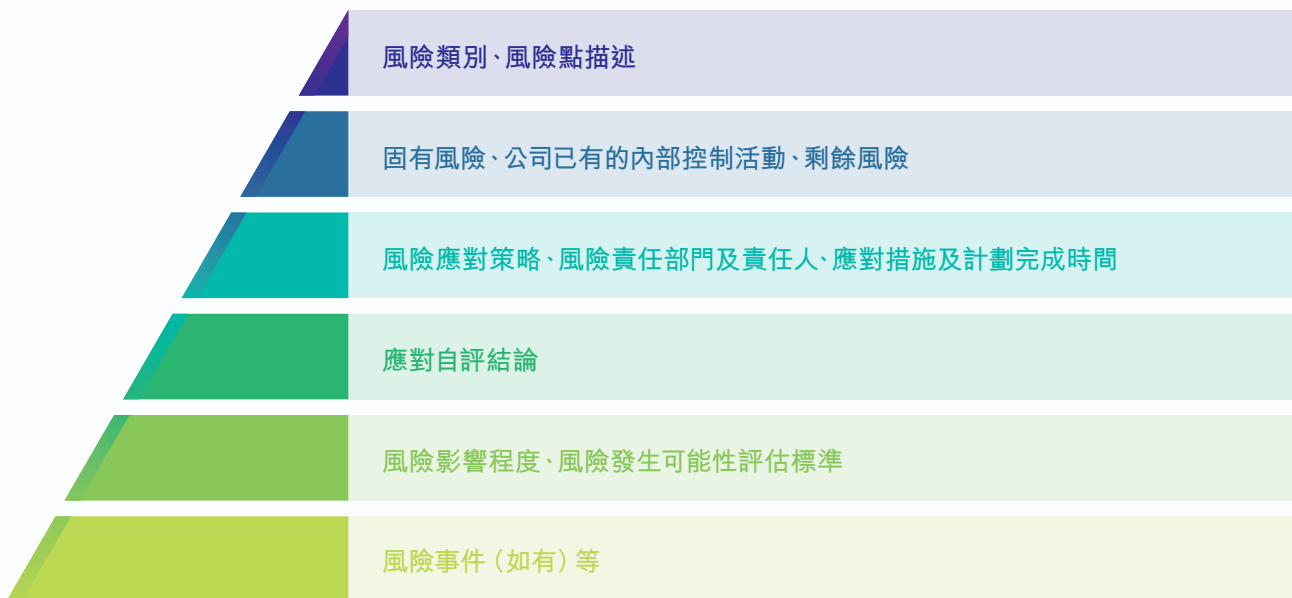 風險類別、風險點描述
固有風險、公司已有的內部控制活動、剩餘風險
風險應對策略、風險責任部門及責任人、應對措施及計劃完成時間
應對自評結論
風險影響程度、風險發生可能性評估標準
風險事件（如有）等